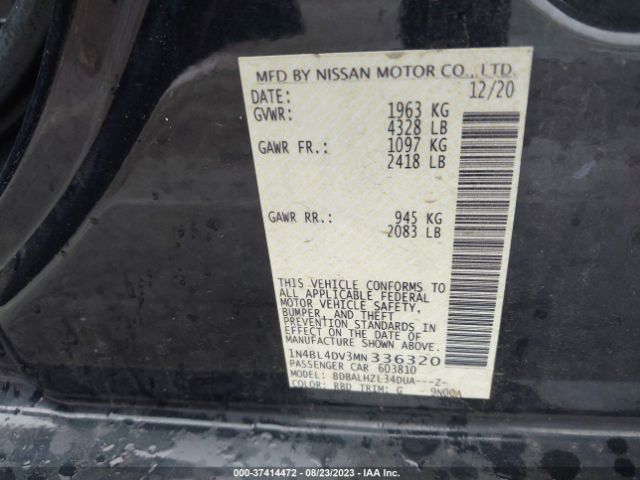 MFD BY NISSAN MOTOR CO., LTD.
DATE: 12/20
GVWR: 1963 KG
4328 LB
GAWR FR.: 1097 KG
2418 LB
GAWR RR.: 945 KG
2083 LB
THIS VEHICLE CONFORMS TO
ALL APPLICABLE FEDERAL
MOTOR VEHICLE SAFETY,
BUMPER, AND THEFT
PREVENTION STANDARDS IN
EFFECT ON THE DATE OF
MANUFACTURE SHOWN ABOVE.
1N4BL4DV3MN336320
PASSENGER CAR 603810
MODEL: BDBALHZL34DUA---Z-
COLOR: RBD TRIM: G
000-37414472 - 08/23/2023 - IAA Inc.